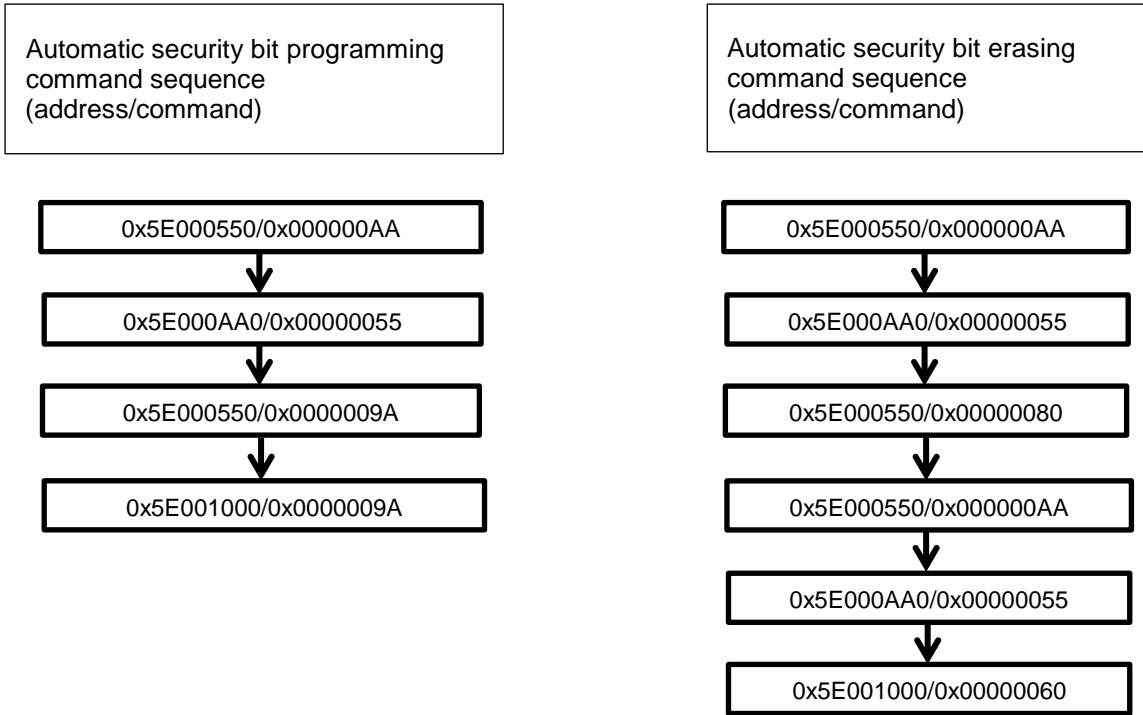 Automatic security bit programming
command sequence
(address/command)
0x5E000550/0x000000AA
0x5E000AA0/0x00000055
0x5E000550/0x0000009A
0x5E001000/0x0000009A
Automatic security bit erasing
command sequence
(address/command)
0x5E000550/0x000000AA
0x5E000AA0/0x00000055
0x5E000550/0x00000080
0x5E000550/0x000000AA
0x5E000AA0/0x00000055
0x5E001000/0x00000060